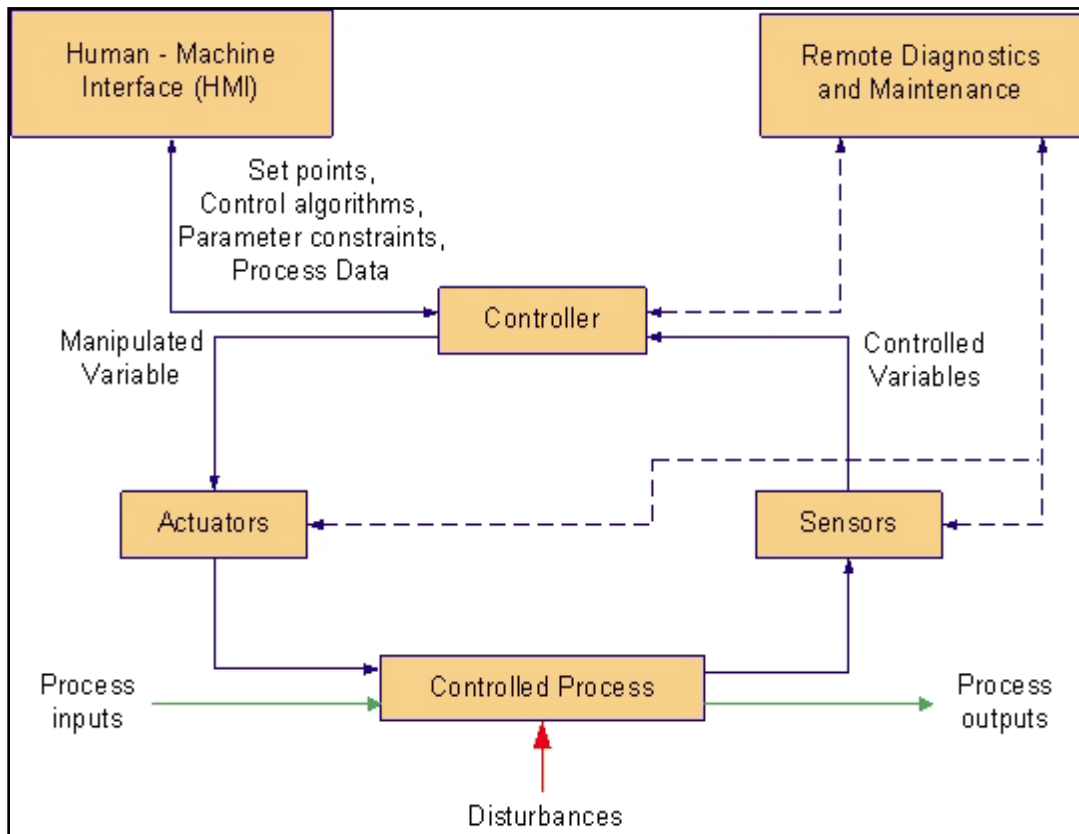 Human - Machine
Interface (HMI)
Remote Diagnostics
and Maintenance
Set points,
Control algorithms,
Parameter constraints,
Process Data
Controller
Manipulated
Variable
Controlled
Variables
Actuators
Sensors
Process
inputs
Controlled Process
Process
outputs
Disturbances